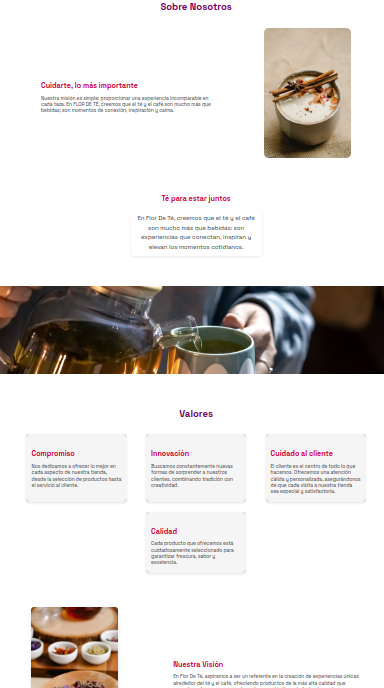 Sobre Nosotros
Cuidarte, lo más importante
Nuestra misión es simple: proporcionar una experiencia incomparable en
cada taza. En FLOR DE TÉ, creemos que el té y el café son mucho más que
bebidas; son momentos de conexión, inspiración y calma.
Té para estar juntos
En Flor De Té, creemos que el té y el café
son mucho más que bebidas: son
experiencias que conectan, inspiran y
elevan los momentos cotidianos.
Valores
Compromiso
Nos dedicamos a ofrecer lo mejor en
cada aspecto de nuestra tienda,
desde la selección de productos hasta
el servicio al cliente.
Innovación
Buscamos constantemente nuevas
formas de sorprender a nuestros
clientes, combinando tradición con
creatividad.
Cuidado al cliente
El cliente es el centro de todo lo que
hacemos. Ofrecemos una atención
cálida y personalizada, asegurándonos
de que cada visita a nuestra tienda
sea especial y satisfactoria.
Calidad
Cada producto que ofrecemos está
cuidadosamente seleccionado para
garantizar frescura, sabor y
excelencia.
Nuestra Visión
En Flor De Té, aspiramos a ser un referente en la creación de experiencias únicas
alrededor del té y el café, ofreciendo productos de la más alta calidad que